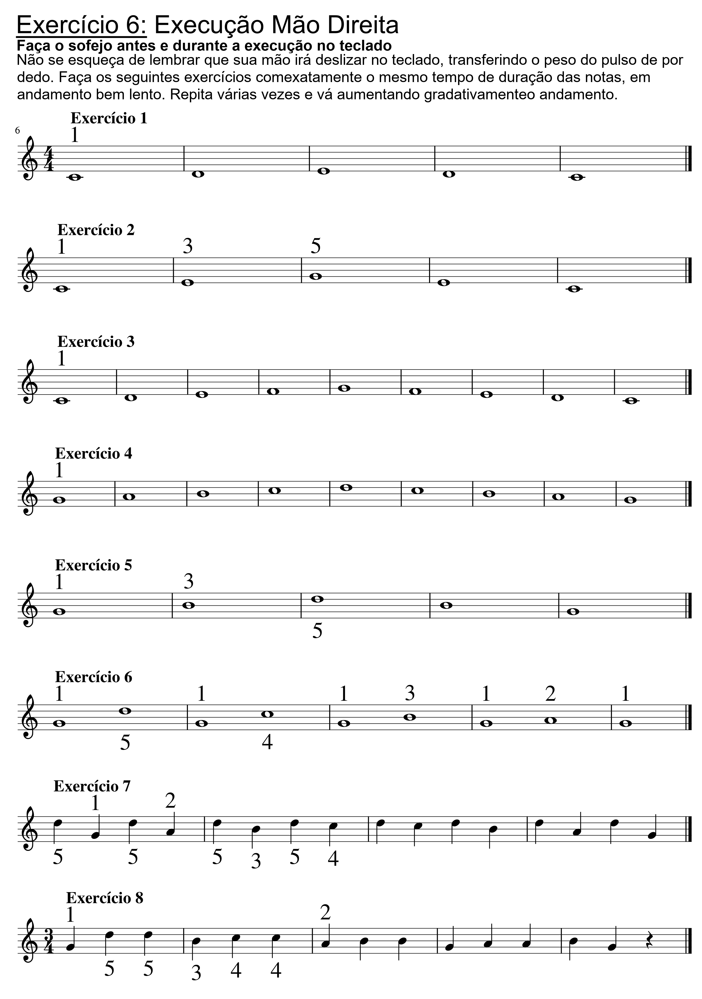 Exercício 6: Execução Mão Direita
Faça o sofejo antes e durante a execução no teclado
Não se esqueça de lembrar que sua mão irá deslizar no teclado, transferindo o peso do pulso de por
dedo. Faça os seguintes exercícios comexatamente o mesmo tempo de duração das notas, em
andamento bem lento. Repita várias vezes e vá aumentando gradativamenteo andamento.
Exercício 1
6 1
4
4
Exercício 2
1 3 5
Exercício 3
1
Exercício 4
1
Exercício 5
1 3
5
Exercício 6
1 1 1 3 1 2 1
5 4
Exercício 7
1 2
5 5 5 3 5 4
Exercício 8
1 2
3
4
5 5 3 4 4